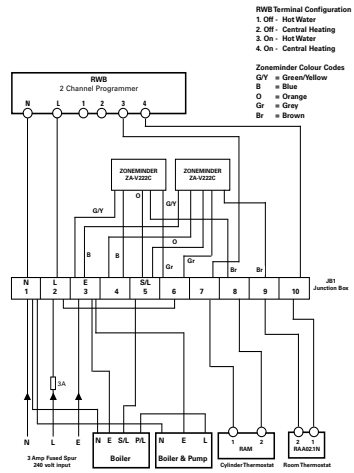 RWB Terminal Configuration
1. Off - Hot Water
2. Off - Central Heating
3. On - Hot Water
4. On - Central Heating
Zoneminder Colour Codes
G/Y = Green/Yellow
B = Blue
O = Orange
Gr = Grey
Br = Brown
RWB
2 Channel Programmer
N L 1 2 3 4
ZONEMINDER
ZA-V222C
ZONEMINDER
ZA-V222C
O
G/Y
G/Y
O
B
B
Gr
Gr
Br
Br
N L E S/L
1 2 3 4 5 6 7 8 9 10
JB1
Junction Box
3A
N E S/L P/L
Boiler
N E L
Boiler & Pump
1 2
RAM
2 1
RAA021N
N L E
3 Amp Fused Spur
240 volt input
Cylinder Thermostat
Room Thermostat